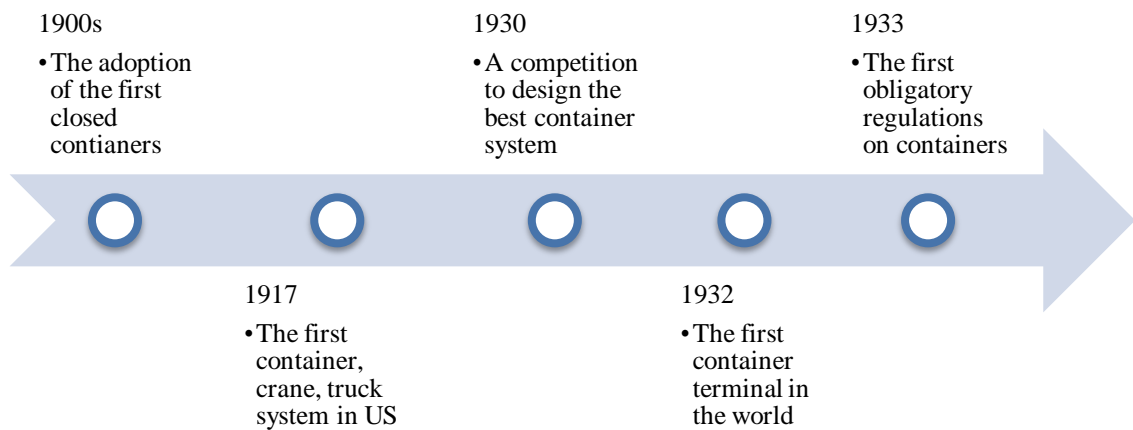 1900s
•The adoption
of the first
closed
contianers
1917
•The first
container,
crane, truck
system in US
1930
•A competition
to design the
best container
system
1932
•The first
container
terminal in
the world
1933
•The first
obligatory
regulations
on containers